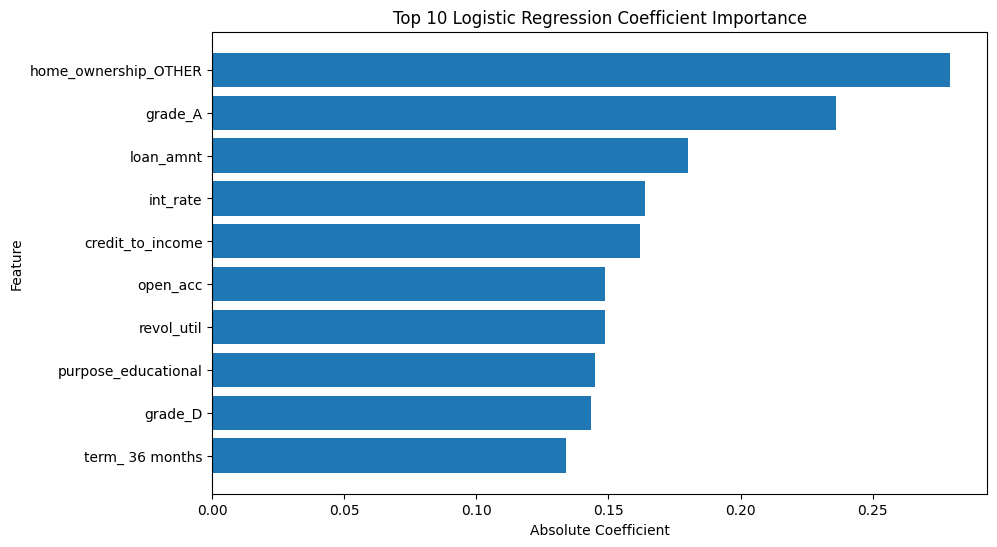 Top 10 Logistic Regression Coefficient Importance
Feature
home_ownership_OTHER
grade_A
loan_amnt
int_rate
credit_to_income
open_acc
revol_util
purpose_educational
grade_D
term_ 36 months
0.00 0.05 0.10 0.15 0.20 0.25
Absolute Coefficient